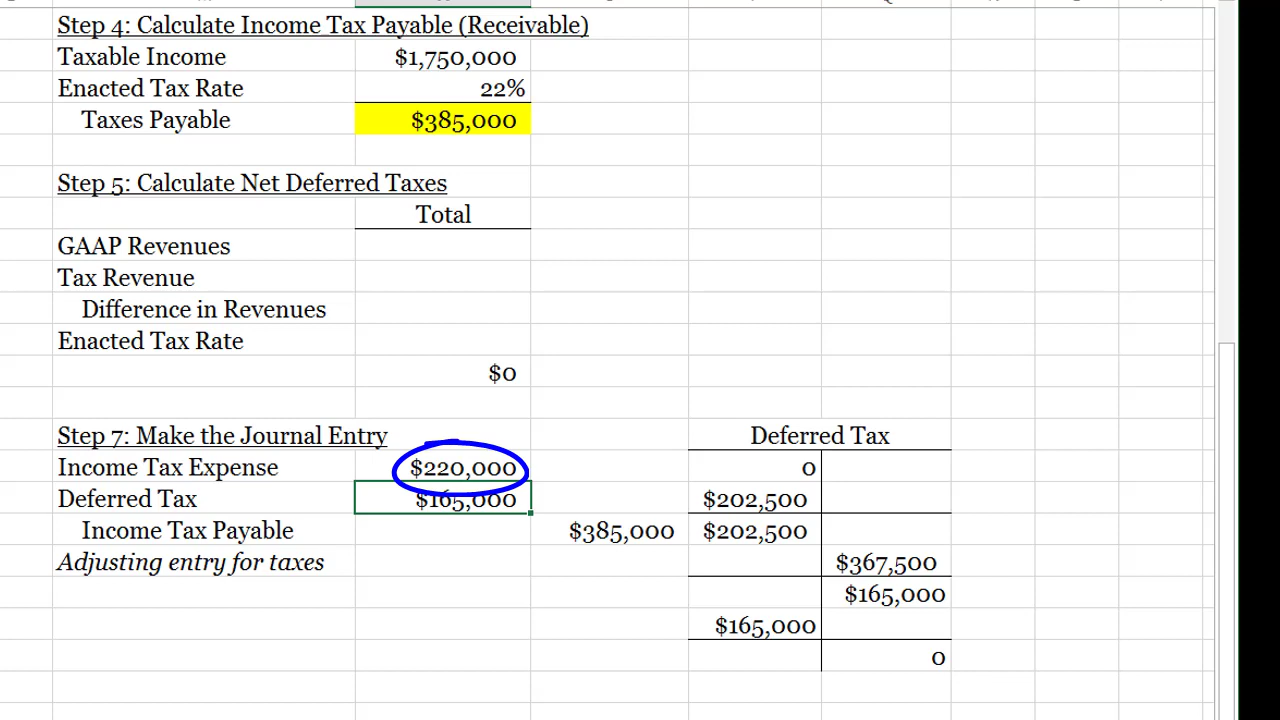 Step 4: Calculate Income Tax Payable (Receivable)
Taxable Income $1,750,000
Enacted Tax Rate 22%
Taxes Payable $385,000
Step 5: Calculate Net Deferred Taxes
Total
GAAP Revenues
Tax Revenue
Difference in Revenues
Enacted Tax Rate
$0
Step 7: Make the Journal Entry Deferred Tax
Income Tax Expense $220,000 0
Deferred Tax $165,000 $202,500
Income Tax Payable $385,000 $202,500
Adjusting entry for taxes $367,500
$165,000
$165,000
0